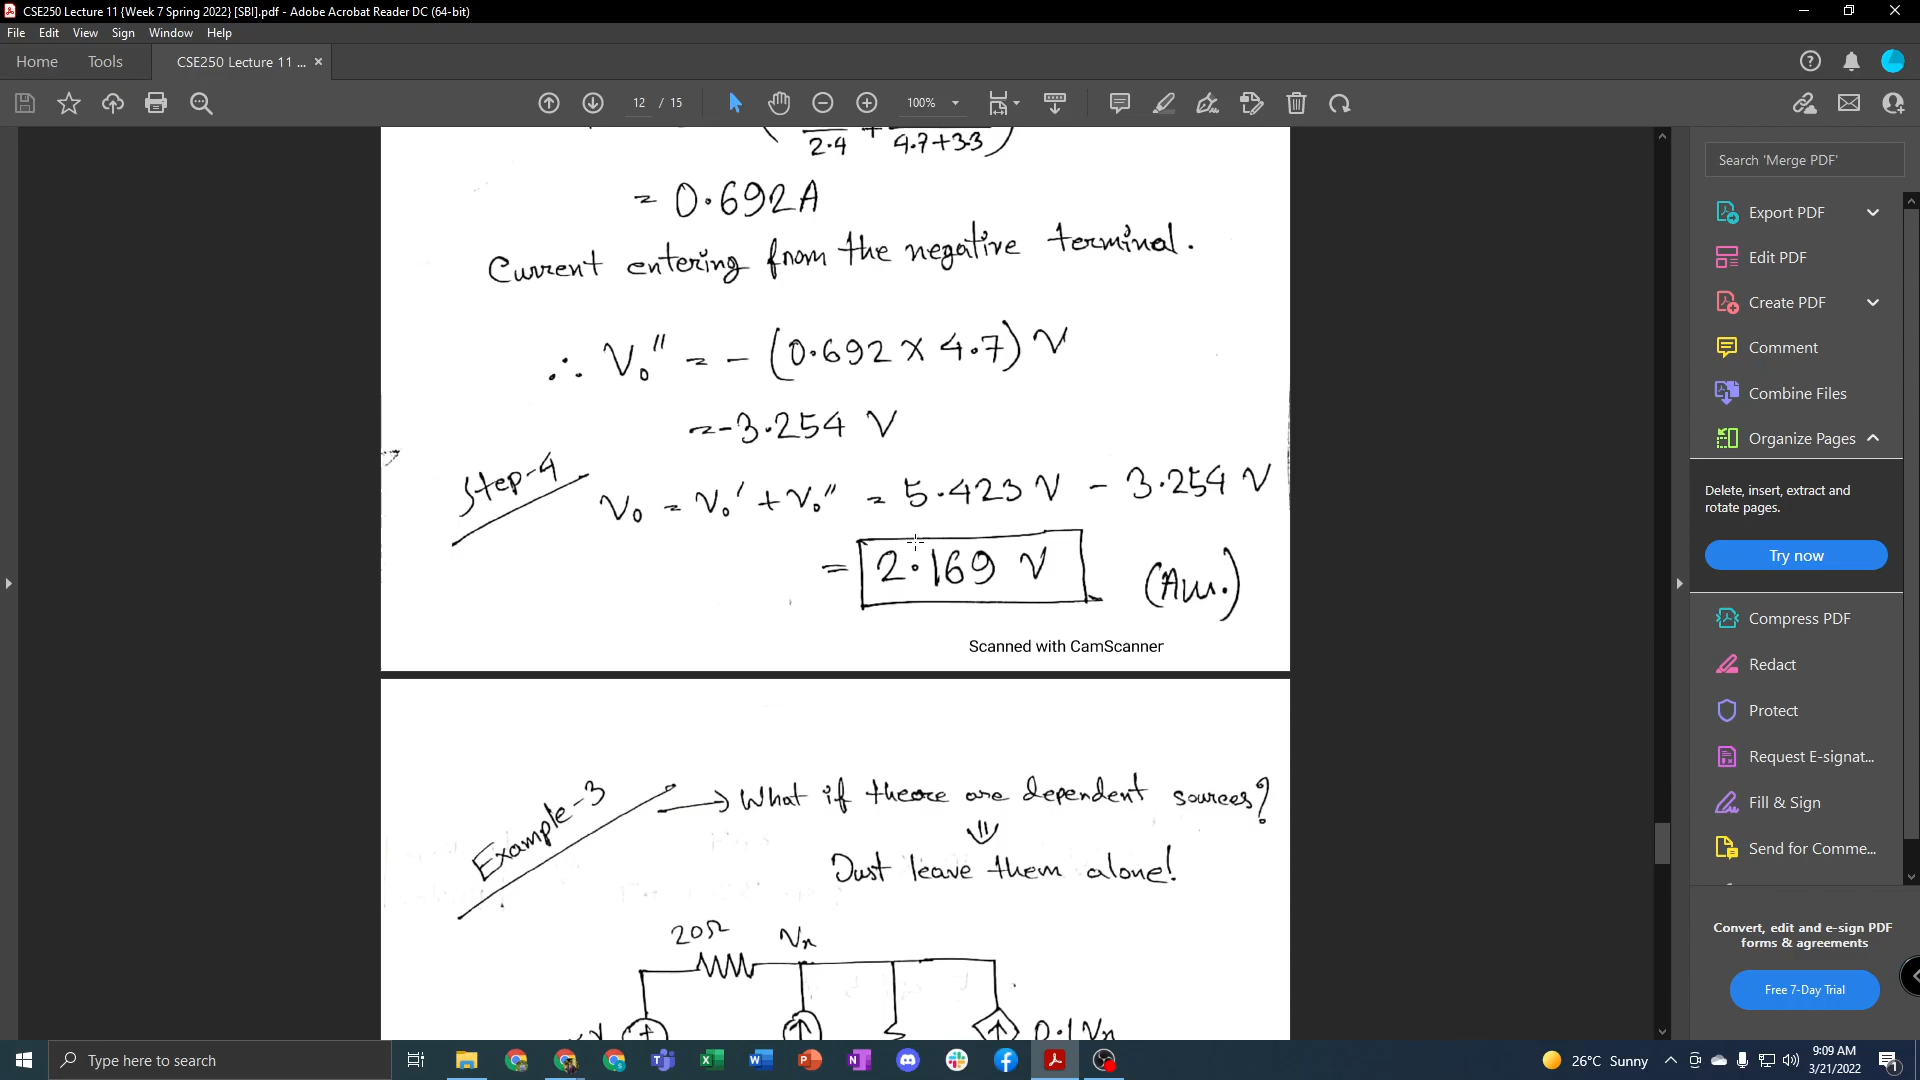 CSE250 Lecture 11 {Week 7 Spring 2022} [SBI].pdf - Adobe Acrobat Reader DC (64-bit)
File Edit View Sign Window Help
Home Tools CSE250 Lecture 11 ... ×
12 / 15 100%
2.4 + 4.7+3.3)
= 0.692A
Current entering from the negative terminal.
∴ V₀'' = - (0.692 × 4.7) V
= -3.254 V
Step-4 V₀ = V₀' + V₀'' = 5.423 V - 3.254 V
= 2.169 V (Ans.)
Scanned with CamScanner
Example-3 → What if there are dependent sources?
⇓
Just leave them alone!
20Ω Vx
0.1Vx
Search 'Merge PDF'
Export PDF
Edit PDF
Create PDF
Comment
Combine Files
Organize Pages
Delete, insert, extract and
rotate pages.
Try now
Compress PDF
Redact
Protect
Request E-signat...
Fill & Sign
Send for Comme...
Convert, edit and e-sign PDF
forms & agreements
Free 7-Day Trial
Type here to search
26°C Sunny
9:09 AM
3/21/2022
1